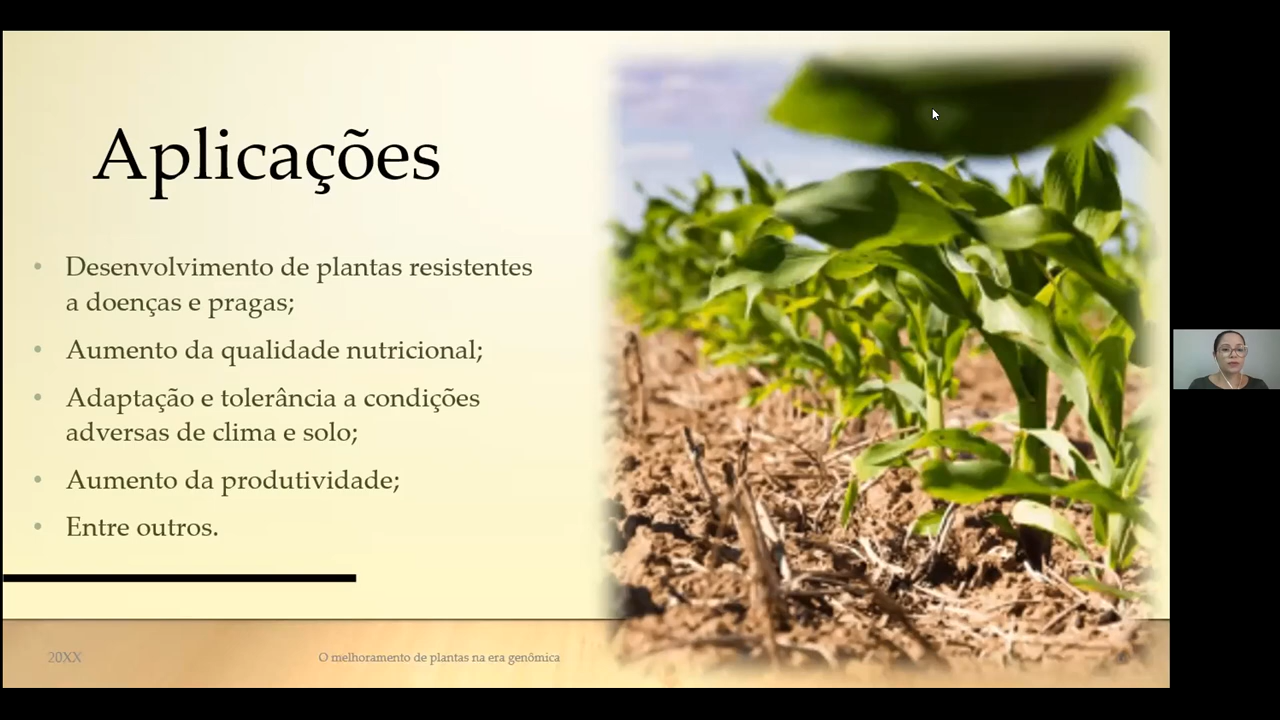 Aplicações
• Desenvolvimento de plantas resistentes
a doenças e pragas;
• Aumento da qualidade nutricional;
• Adaptação e tolerância a condições
adversas de clima e solo;
• Aumento da produtividade;
• Entre outros.
20XX
O melhoramento de plantas na era genômica